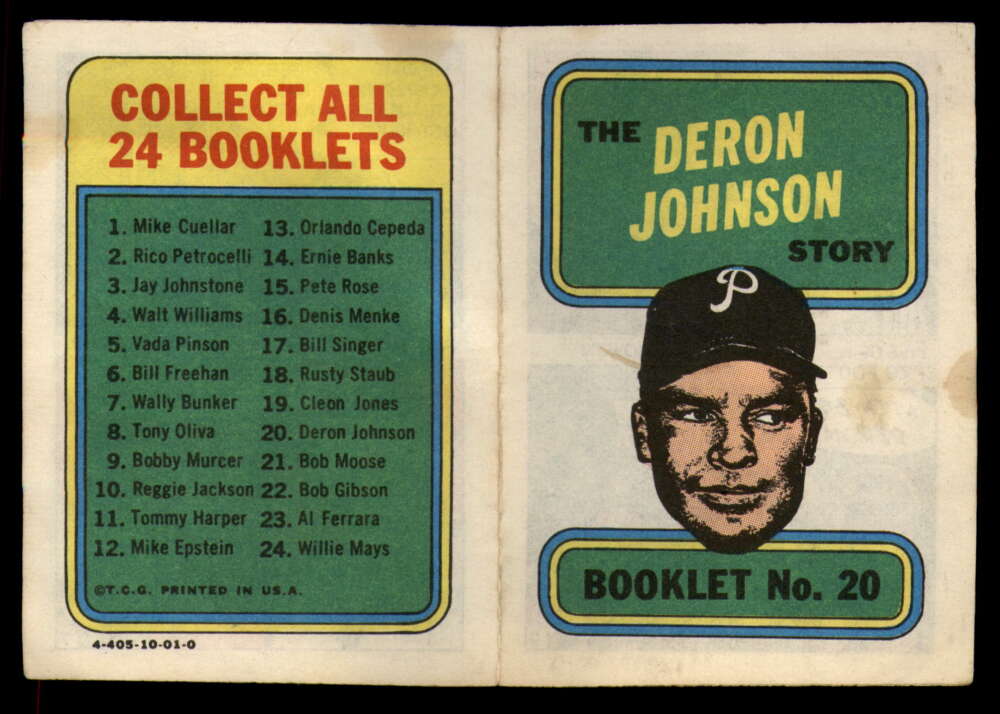 COLLECT ALL
24 BOOKLETS
1. Mike Cuellar
2. Rico Petrocelli
3. Jay Johnstone
4. Walt Williams
5. Vada Pinson
6. Bill Freehan
7. Wally Bunker
8. Tony Oliva
9. Bobby Murcer
10. Reggie Jackson
11. Tommy Harper
12. Mike Epstein
13. Orlando Cepeda
14. Ernie Banks
15. Pete Rose
16. Denis Menke
17. Bill Singer
18. Rusty Staub
19. Cleon Jones
20. Deron Johnson
21. Bob Moose
22. Bob Gibson
23. Al Ferrara
24. Willie Mays
©T.C.G. PRINTED IN U.S.A.
4-405-10-01-0
THE DERON
JOHNSON
STORY
P
BOOKLET No. 20